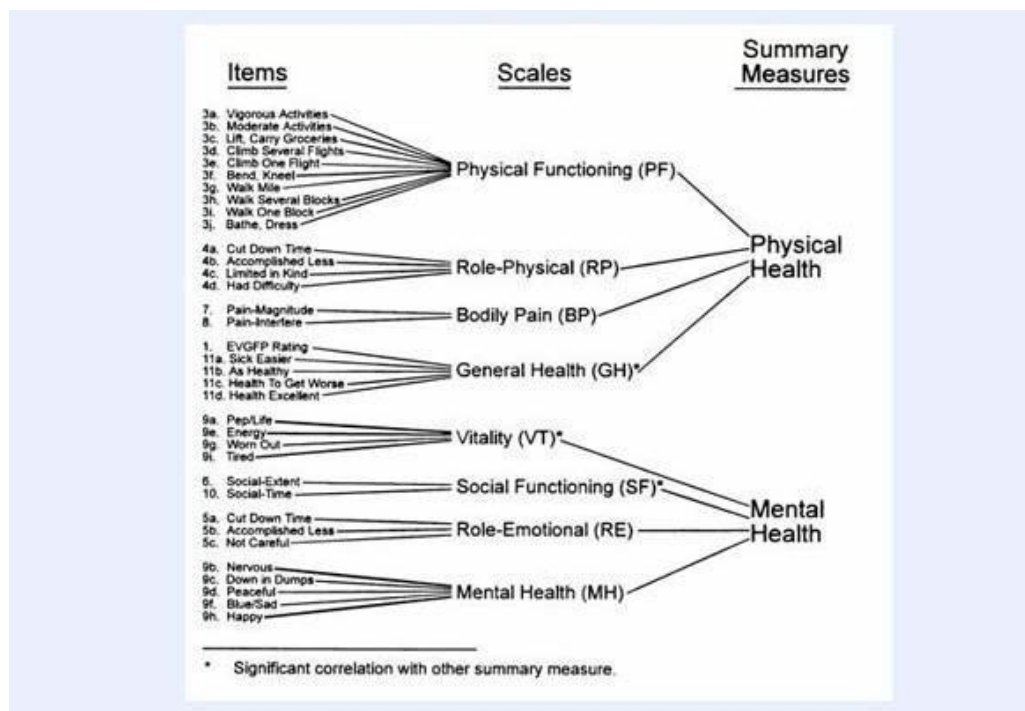 Items
Scales
Summary
Measures
3a. Vigorous Activities
3b. Moderate Activities
3c. Lift, Carry Groceries
3d. Climb Several Flights
3e. Climb One Flight
3f. Bend, Kneel
3g. Walk Mile
3h. Walk Several Blocks
3i. Walk One Block
3j. Bathe, Dress
Physical Functioning (PF)
4a. Cut Down Time
4b. Accomplished Less
4c. Limited in Kind
4d. Had Difficulty
Role-Physical (RP)
7. Pain-Magnitude
8. Pain-Interfere
Bodily Pain (BP)
1. EVGFP Rating
11a. Sick Easier
11b. As Healthy
11c. Health To Get Worse
11d. Health Excellent
General Health (GH)*
Physical
Health
9a. Pep/Life
9e. Energy
9g. Worn Out
9i. Tired
Vitality (VT)*
6. Social-Extent
10. Social-Time
Social Functioning (SF)*
5a. Cut Down Time
5b. Accomplished Less
5c. Not Careful
Role-Emotional (RE)
9b. Nervous
9c. Down in Dumps
9d. Peaceful
9f. Blue/Sad
9h. Happy
Mental Health (MH)
Mental
Health
* Significant correlation with other summary measure.